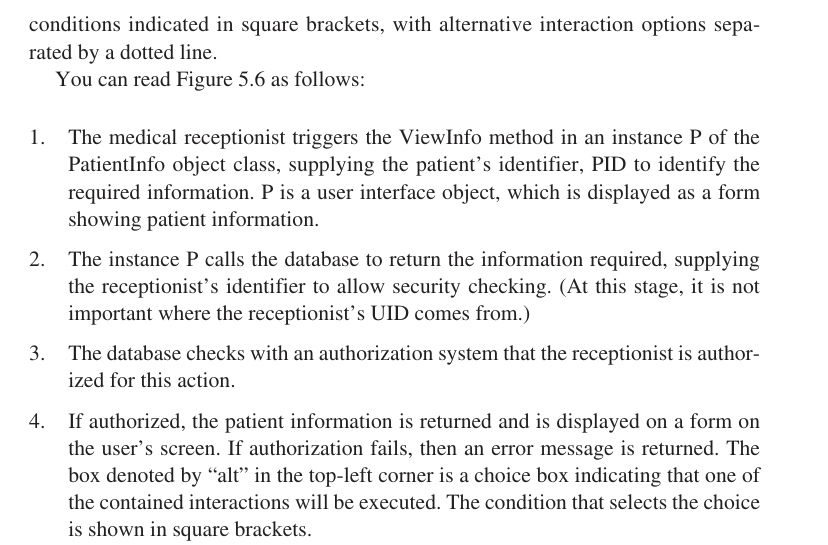 conditions indicated in square brackets, with alternative interaction options sepa-
rated by a dotted line.
You can read Figure 5.6 as follows:
1. The medical receptionist triggers the ViewInfo method in an instance P of the
PatientInfo object class, supplying the patient’s identifier, PID to identify the
required information. P is a user interface object, which is displayed as a form
showing patient information.
2. The instance P calls the database to return the information required, supplying
the receptionist’s identifier to allow security checking. (At this stage, it is not
important where the receptionist’s UID comes from.)
3. The database checks with an authorization system that the receptionist is author-
ized for this action.
4. If authorized, the patient information is returned and is displayed on a form on
the user’s screen. If authorization fails, then an error message is returned. The
box denoted by “alt” in the top-left corner is a choice box indicating that one of
the contained interactions will be executed. The condition that selects the choice
is shown in square brackets.